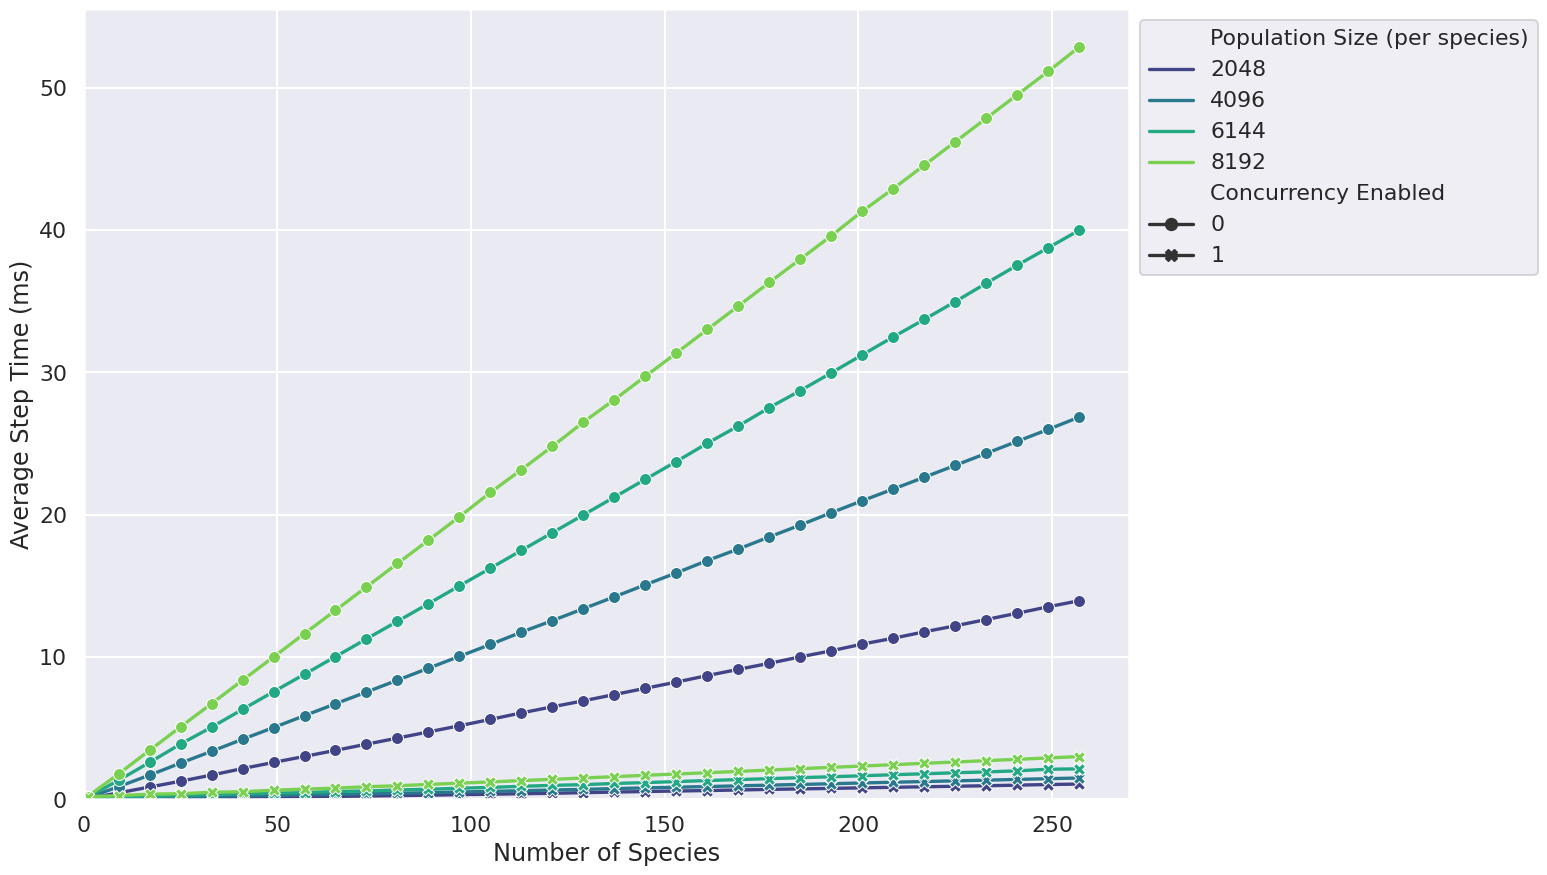 Average Step Time (ms)
50
40
30
20
10
0
0 50 100 150 200 250
Number of Species
Population Size (per species)
2048
4096
6144
8192
Concurrency Enabled
0
1